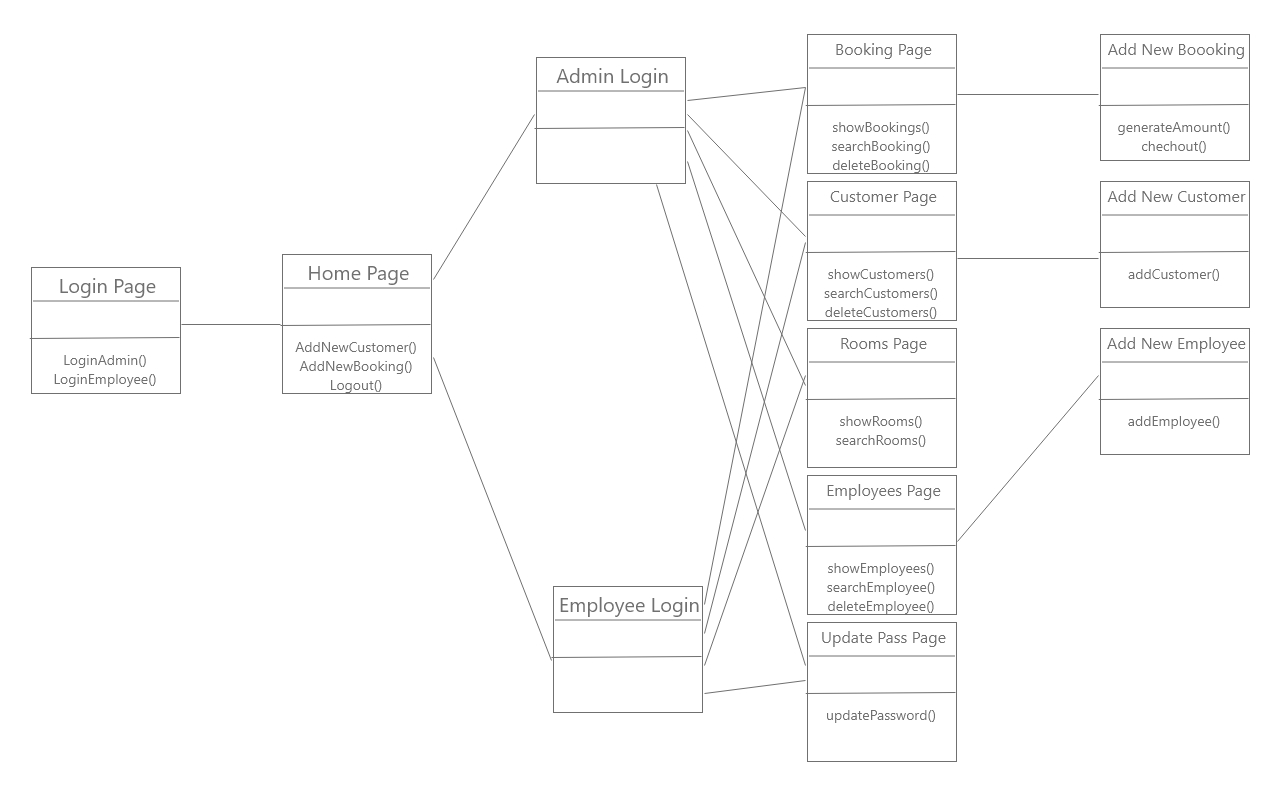 Login Page
LoginAdmin()
LoginEmployee()
Home Page
AddNewCustomer()
AddNewBooking()
Logout()
Admin Login
Employee Login
Booking Page
showBookings()
searchBooking()
deleteBooking()
Customer Page
showCustomers()
searchCustomers()
deleteCustomers()
Rooms Page
showRooms()
searchRooms()
Employees Page
showEmployees()
searchEmployee()
deleteEmployee()
Update Pass Page
updatePassword()
Add New Boooking
generateAmount()
chechout()
Add New Customer
addCustomer()
Add New Employee
addEmployee()